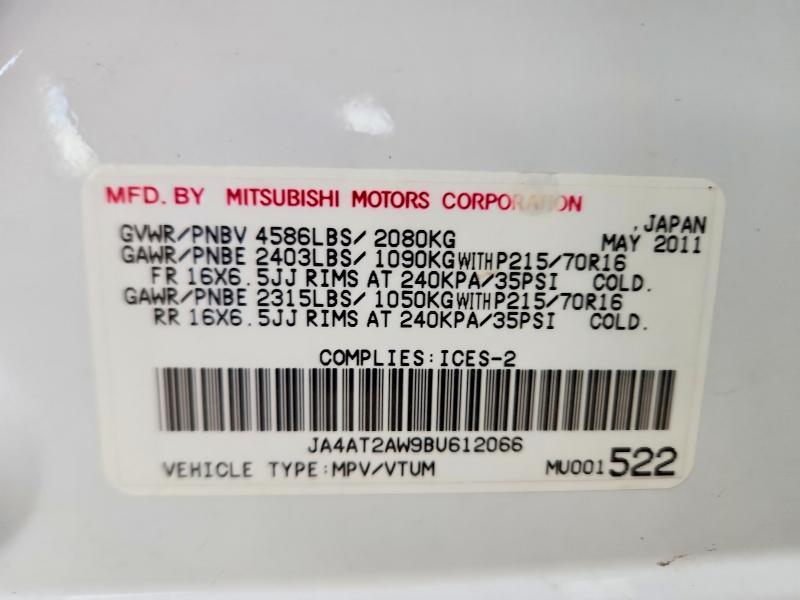 MFD. BY MITSUBISHI MOTORS CORPORATION
, JAPAN
GVWR/PNBV 4586LBS/ 2080KG MAY 2011
GAWR/PNBE 2403LBS/ 1090KG WITH P215/70R16
FR 16X6.5JJ RIMS AT 240KPA/35PSI COLD.
GAWR/PNBE 2315LBS/ 1050KG WITH P215/70R16
RR 16X6.5JJ RIMS AT 240KPA/35PSI COLD.
COMPLIES:ICES-2
JA4AT2AW9BU612066
VEHICLE TYPE:MPV/VTUM MU001 522